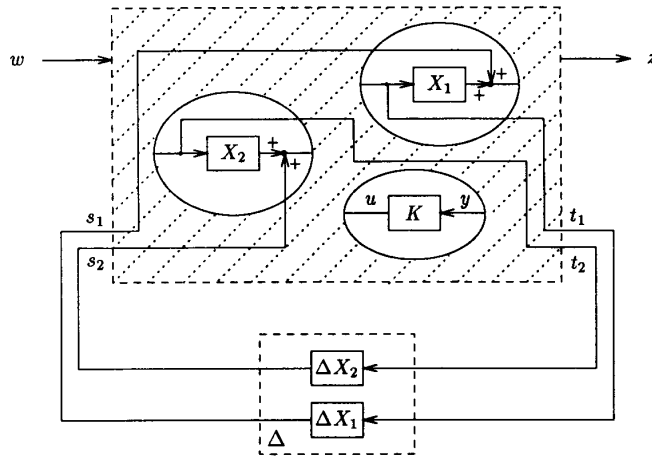 w
z
X₁
+
+
X₂
+
+
u
K
y
s₁
t₁
s₂
t₂
ΔX₂
ΔX₁
Δ